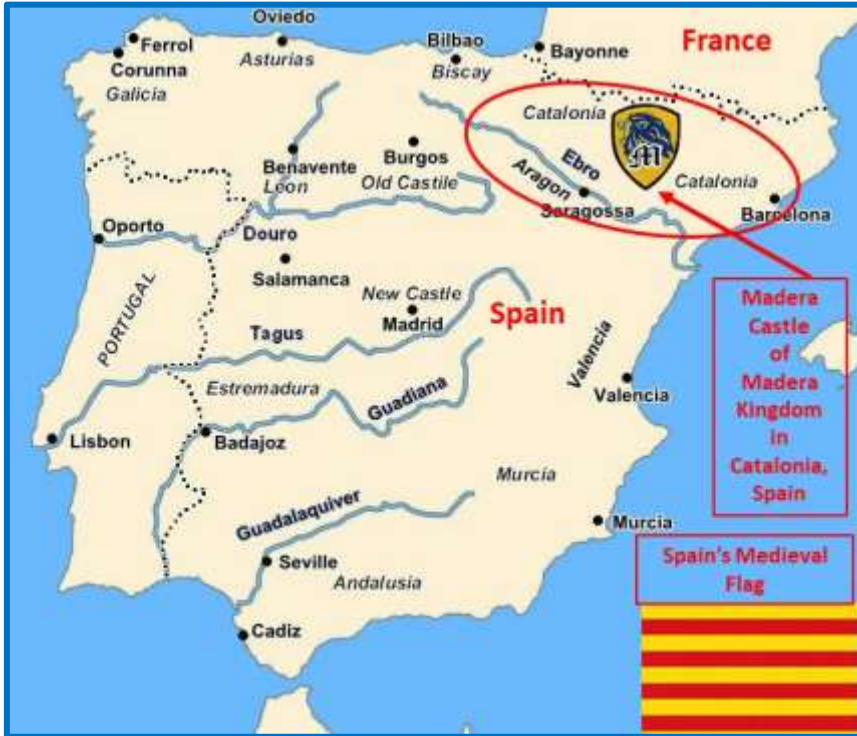 Oviedo
Ferrol
Corunna
Galicia
Asturias
Bilbao
Biscay
Bayonne
France
Catalonia
M
Benavente
Leon
Burgos
Old Castile
Ebro
Aragon
Saragossa
Catalonia
Barcelona
Oporto
Douro
Salamanca
New Castle
Madrid
Spain
PORTUGAL
Tagus
Estremadura
Guadiana
Valencia
Valencia
Lisbon
Badajoz
Murcia
Guadalaquiver
Murcia
Seville
Andalusia
Cadiz
Madera
Castle
of
Madera
Kingdom
in
Catalonia,
Spain
Spain's Medieval
Flag